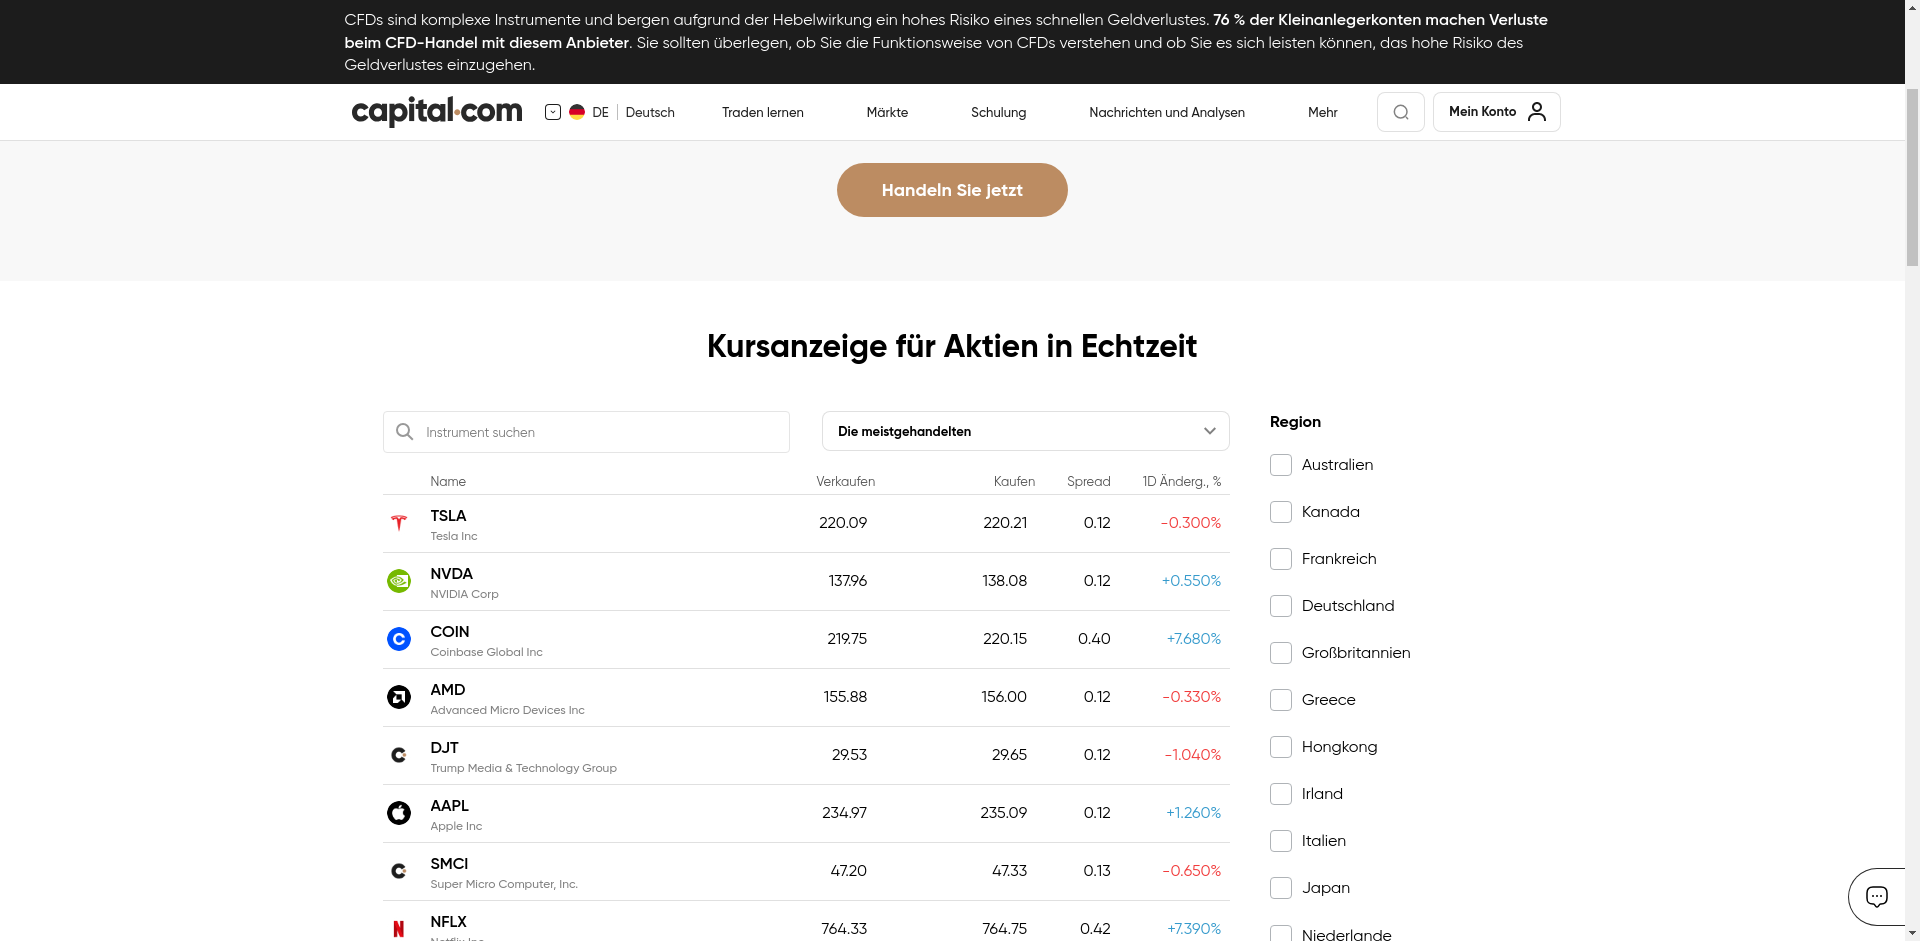 CFDs sind komplexe Instrumente und bergen aufgrund der Hebelwirkung ein hohes Risiko eines schnellen Geldverlustes. 76 % der Kleinanlegerkonten machen Verluste
beim CFD-Handel mit diesem Anbieter. Sie sollten überlegen, ob Sie die Funktionsweise von CFDs verstehen und ob Sie es sich leisten können, das hohe Risiko des
Geldverlustes einzugehen.
capital.com DE Deutsch Traden lernen Märkte Schulung Nachrichten und Analysen Mehr Mein Konto
Handeln Sie jetzt
Kursanzeige für Aktien in Echtzeit
Instrument suchen
Die meistgehandelten
Name Verkaufen Kaufen Spread 1D Änderg., %
TSLA 220.09 220.21 0.12 -0.300%
Tesla Inc
NVDA 137.96 138.08 0.12 +0.550%
NVIDIA Corp
COIN 219.75 220.15 0.40 +7.680%
Coinbase Global Inc
AMD 155.88 156.00 0.12 -0.330%
Advanced Micro Devices Inc
DJT 29.53 29.65 0.12 -1.040%
Trump Media & Technology Group
AAPL 234.97 235.09 0.12 +1.260%
Apple Inc
SMCI 47.20 47.33 0.13 -0.650%
Super Micro Computer, Inc.
NFLX 764.33 764.75 0.42 +7.390%
Netflix Inc
Region
Australien
Kanada
Frankreich
Deutschland
Großbritannien
Greece
Hongkong
Irland
Italien
Japan
Niederlande